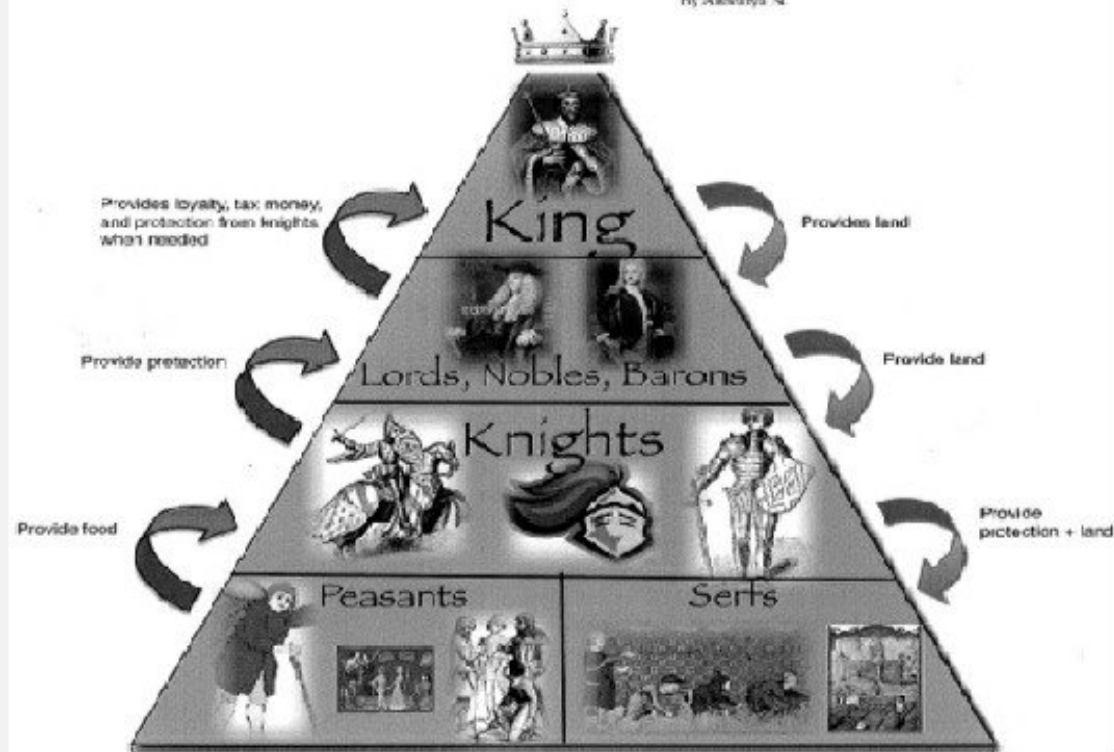 King
Provides loyalty, tax money,
and protection from knights
when needed
Provides land
Lords, Nobles, Barons
Provide protection
Provide land
Knights
Provide food
Provide
protection + land
Peasants
Serfs